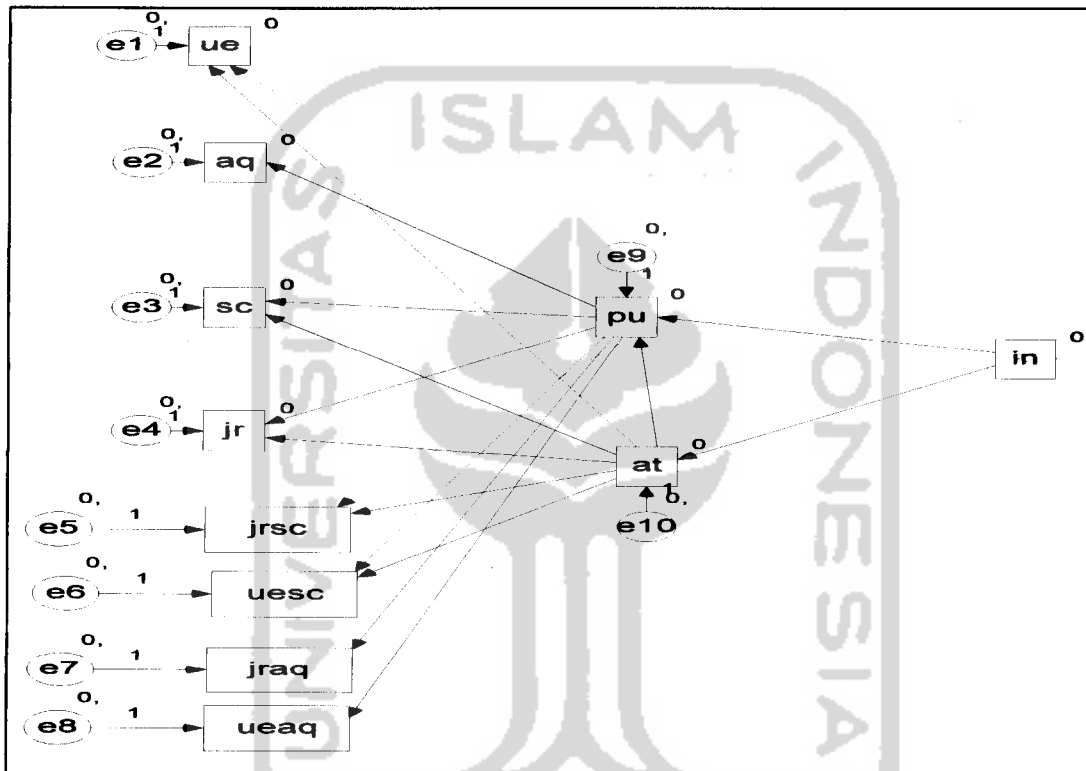 0, 0
1
e1 ue
ISLAM
0, 0
1
e2 aq
UNIVERSITAS
INDONESIA
0,
e9
1
0, 0
1
e3 sc
0
pu
0
in
0, 0
1
e4 jr
0
at
1
0,
e10
0,
1
e5 jrsc
0,
1
e6 uesc
0,
1
e7 jraq
0,
1
e8 ueaq